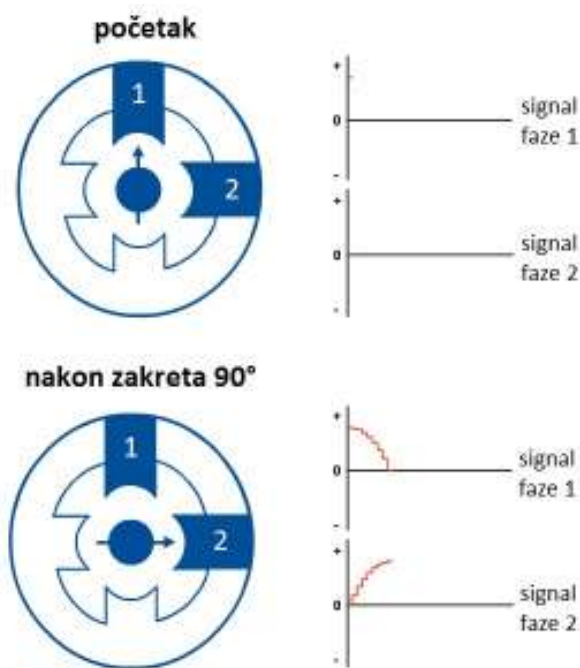 početak
1
2
+
0
-
signal
faze 1
+
0
-
signal
faze 2
nakon zakreta 90°
1
2
+
0
-
signal
faze 1
+
0
-
signal
faze 2